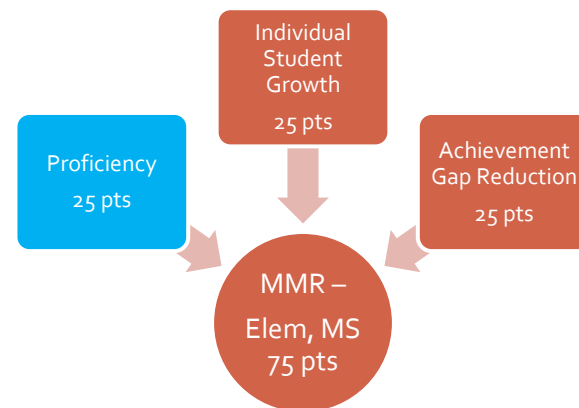 Individual
Student
Growth
25 pts
Proficiency
25 pts
Achievement
Gap Reduction
25 pts
MMR –
Elem, MS
75 pts